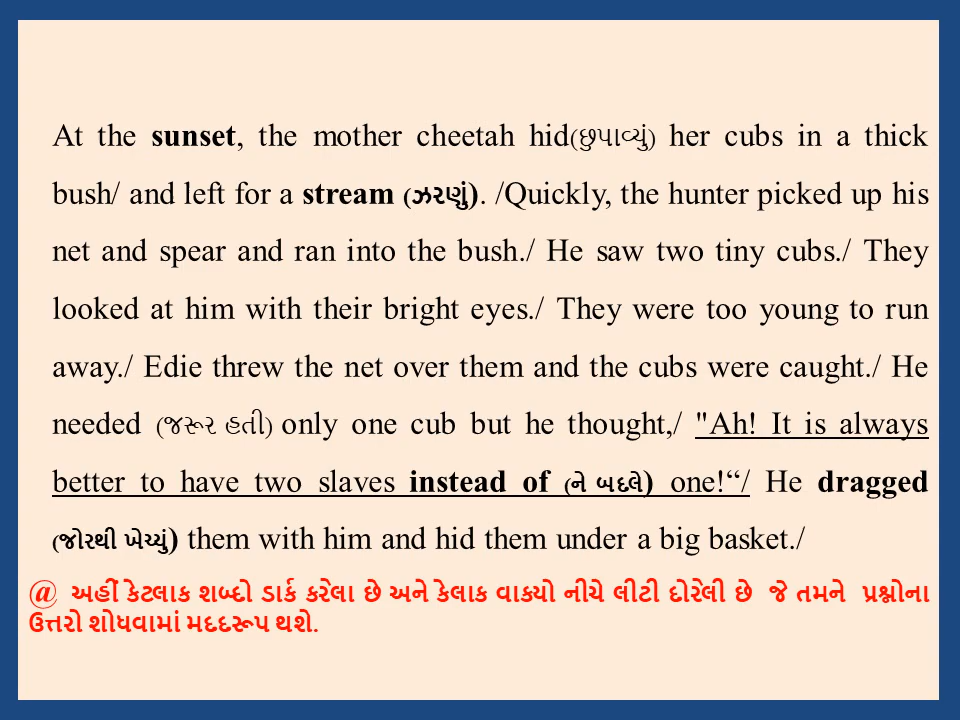 At the sunset, the mother cheetah hid(છુપાવ્યું) her cubs in a thick
bush/ and left for a stream (ઝરણું). /Quickly, the hunter picked up his
net and spear and ran into the bush./ He saw two tiny cubs./ They
looked at him with their bright eyes./ They were too young to run
away./ Edie threw the net over them and the cubs were caught./ He
needed (જરૂર હતી) only one cub but he thought,/ "Ah! It is always
better to have two slaves instead of (ને બદલે) one!“/ He dragged
(જોરથી ખેચ્યું) them with him and hid them under a big basket./
@ અહીં કેટલાક શબ્દો ડાર્ક કરેલા છે અને કેલાક વાક્યો નીચે લીટી દોરેલી છે જે તમને પ્રશ્નોના
ઉત્તરો શોધવામાં મદદરૂપ થશે.